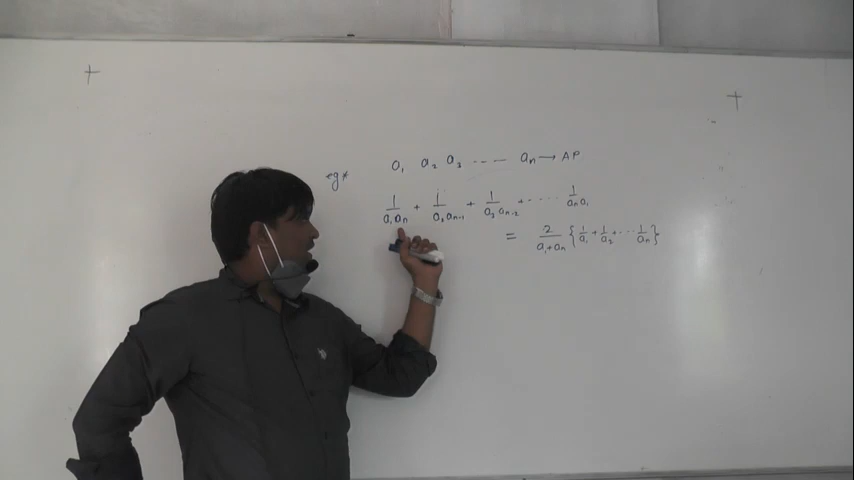 a₁ a₂ a₃ ---- — aₙ → AP
eg*
1/(a₁aₙ) + 1/(a₂aₙ₋₁) + 1/(a₃aₙ₋₂) + ---- 1/(aₙa₁)
= 2/(a₁+aₙ) {1/a₁ + 1/a₂ + --- 1/aₙ}